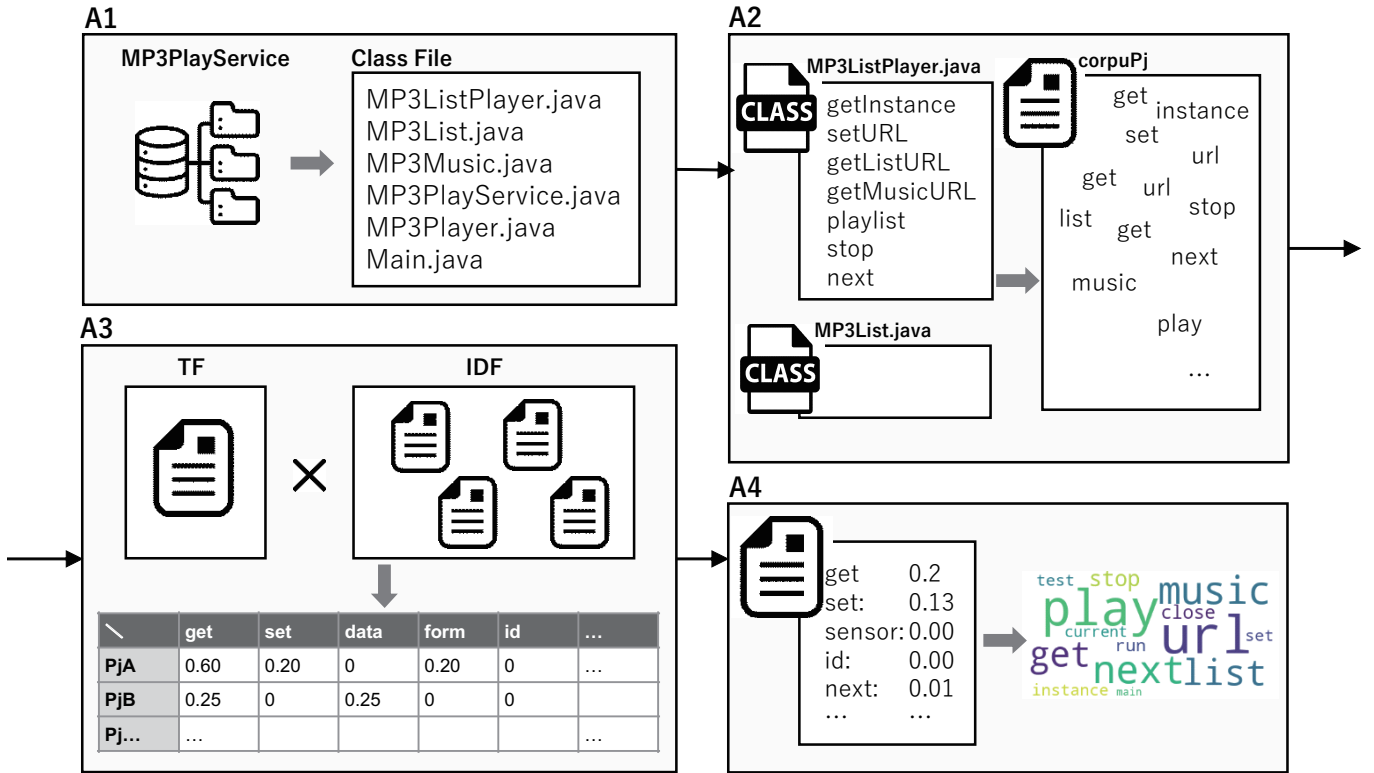 A1
MP3PlayService
Class File
MP3ListPlayer.java
MP3List.java
MP3Music.java
MP3PlayService.java
MP3Player.java
Main.java
A2
MP3ListPlayer.java
CLASS
getInstance
setURL
getListURL
getMusicURL
playlist
stop
next
MP3List.java
CLASS
corpuPj
get
instance
set
url
get
url
stop
list
get
next
music
play
...
A3
TF
IDF
get set data form id ...
PjA 0.60 0.20 0 0.20 0 ...
PjB 0.25 0 0.25 0 0
Pj... ... ...
A4
get 0.2
set: 0.13
sensor: 0.00
id: 0.00
next: 0.01
... ...
test stop
play music
close
current url set
get run
next list
instance main